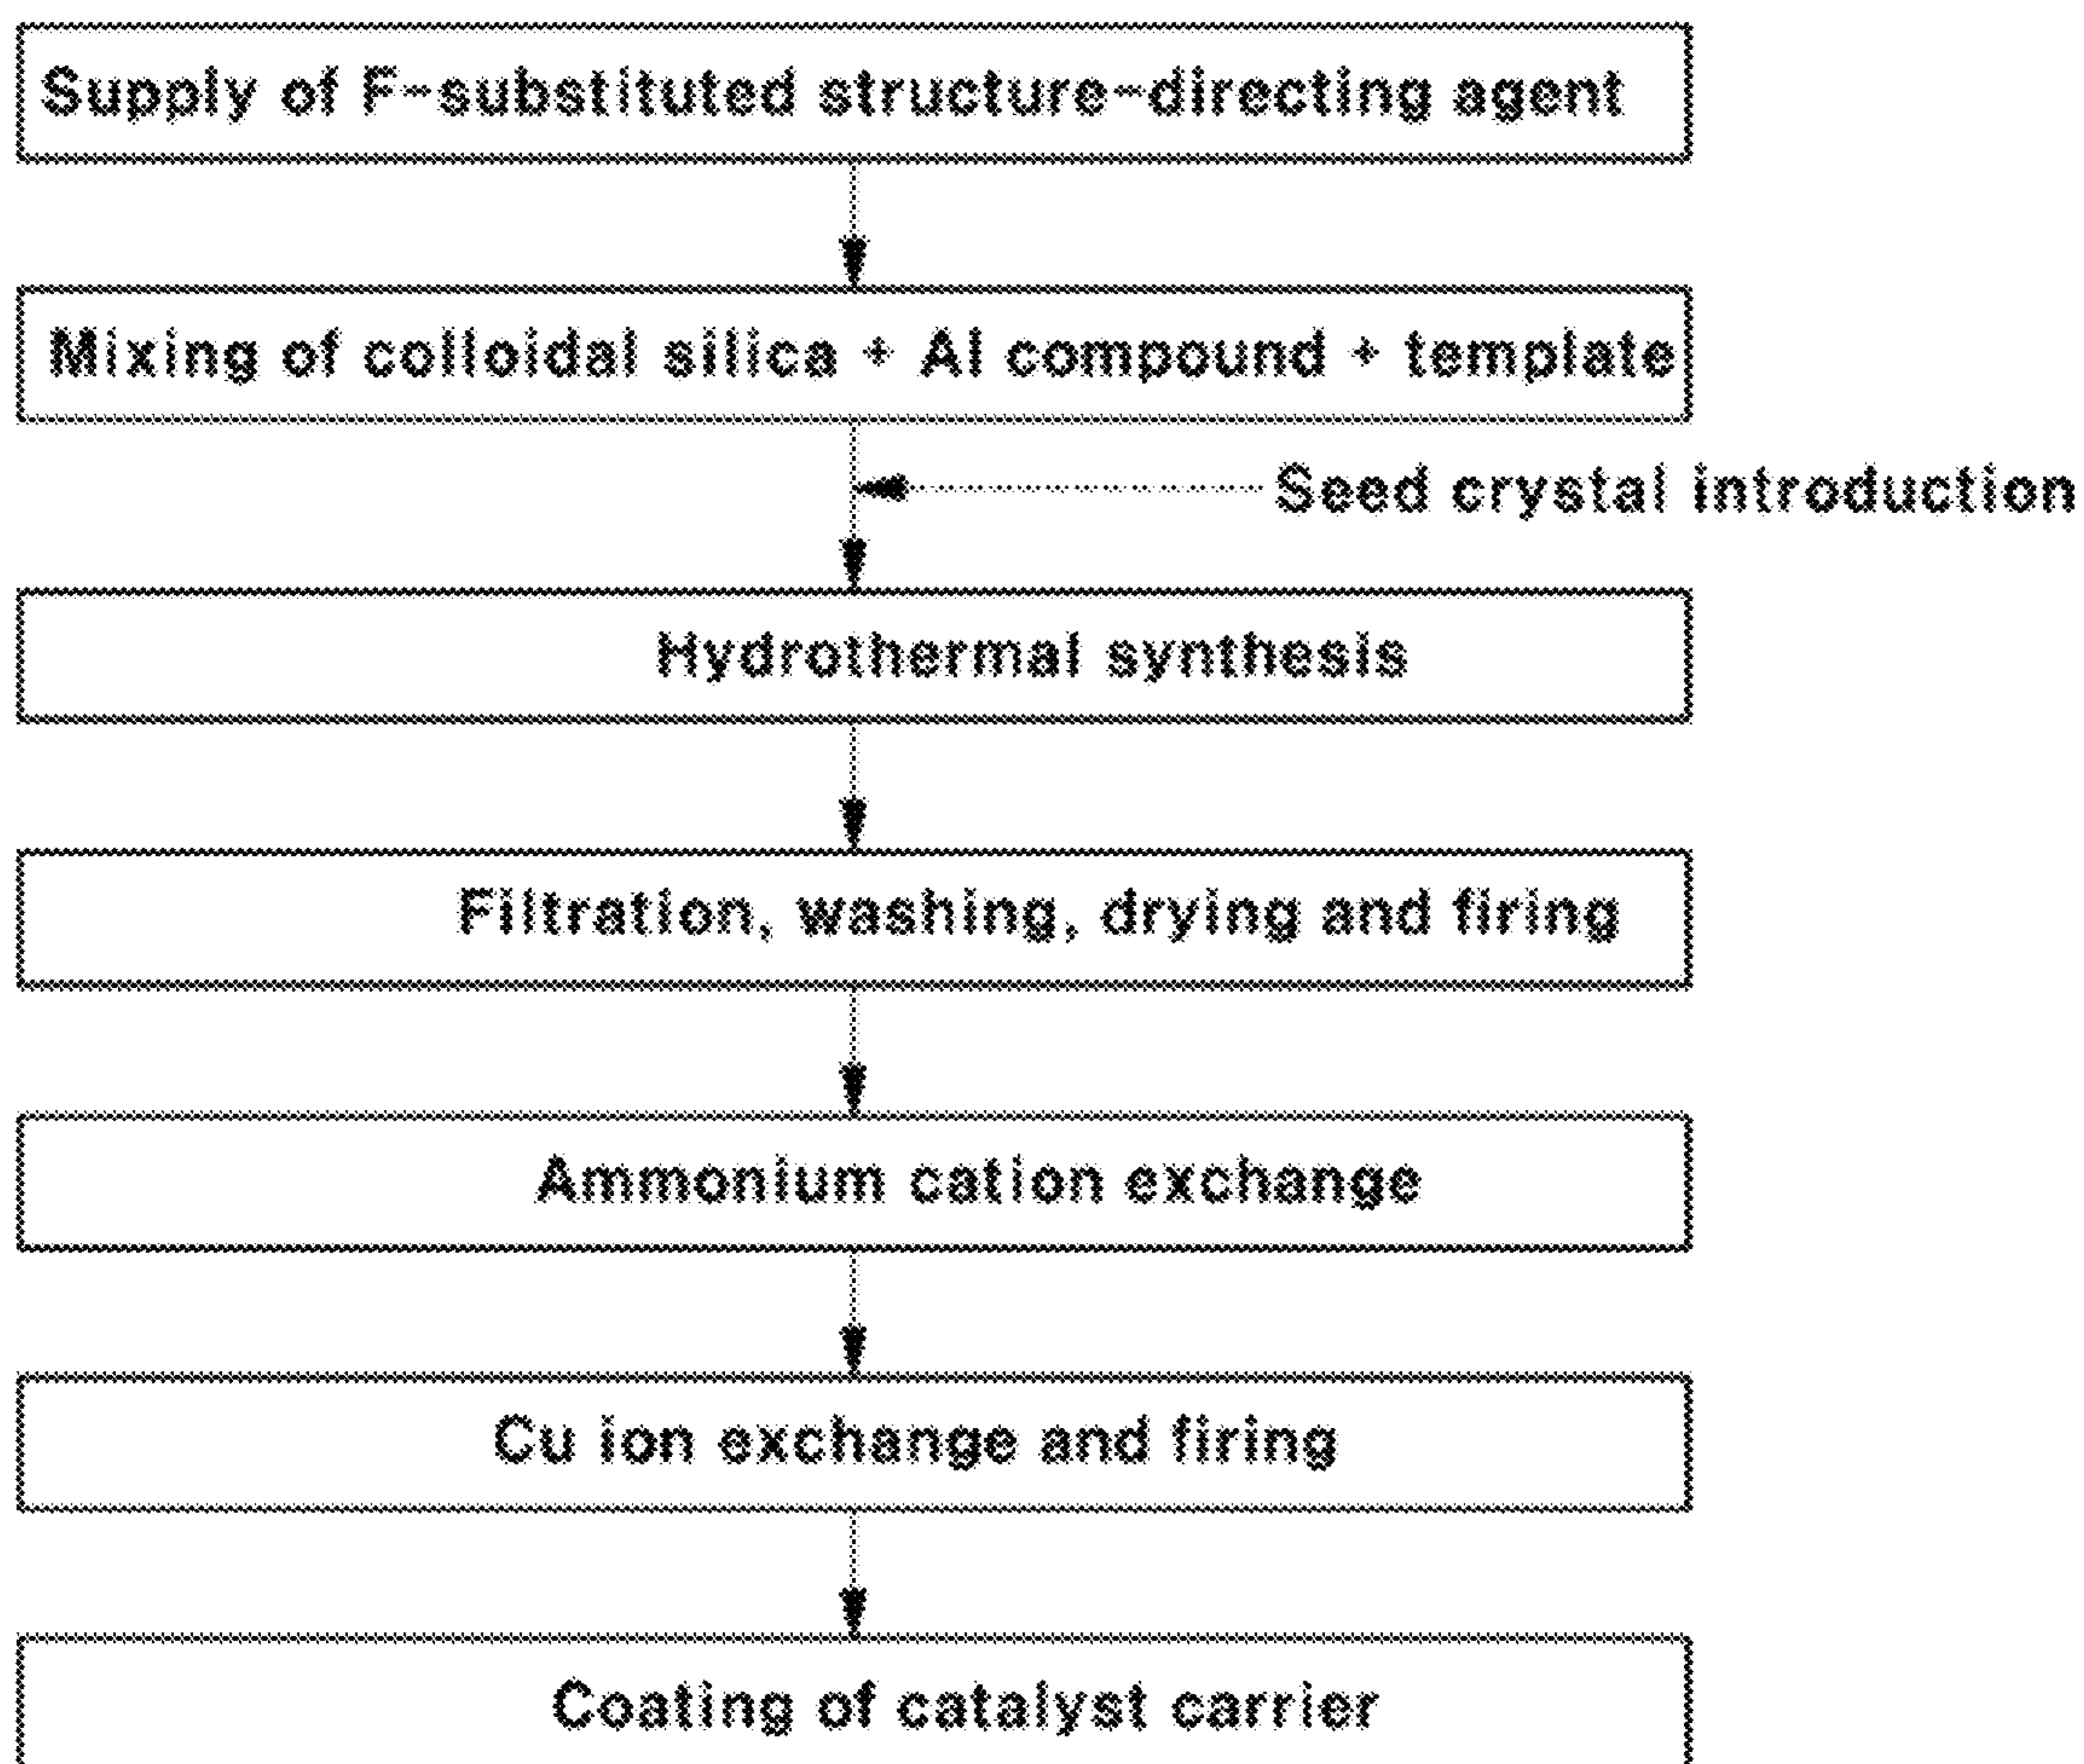 Supply of F-substituted structure-directing agent
Mixing of colloidal silica + Al compound + template
Seed crystal introduction
Hydrothermal synthesis
Filtration, washing, drying and firing
Ammonium cation exchange
Cu ion exchange and firing
Coating of catalyst carrier